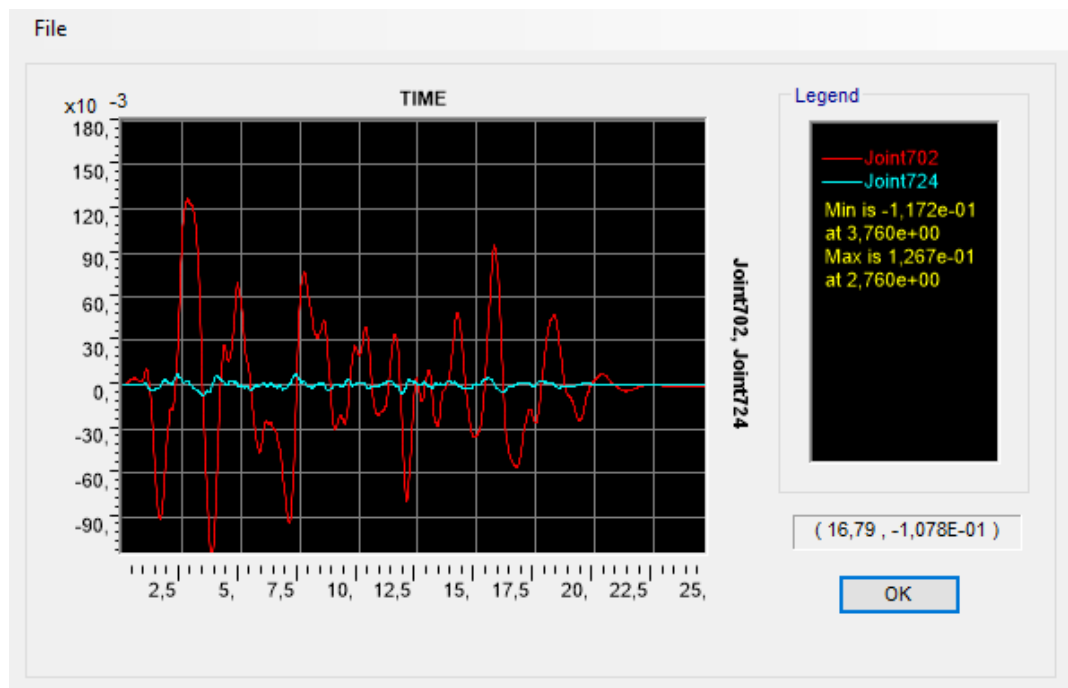 File
x10 -3
TIME
180,
150,
120,
90,
60,
30,
0,
-30,
-60,
-90,
2,5 5, 7,5 10, 12,5 15, 17,5 20, 22,5 25,
Joint702, Joint724
Legend
Joint702
Joint724
Min is -1,172e-01
at 3,760e+00
Max is 1,267e-01
at 2,760e+00
( 16,79 , -1,078E-01 )
OK